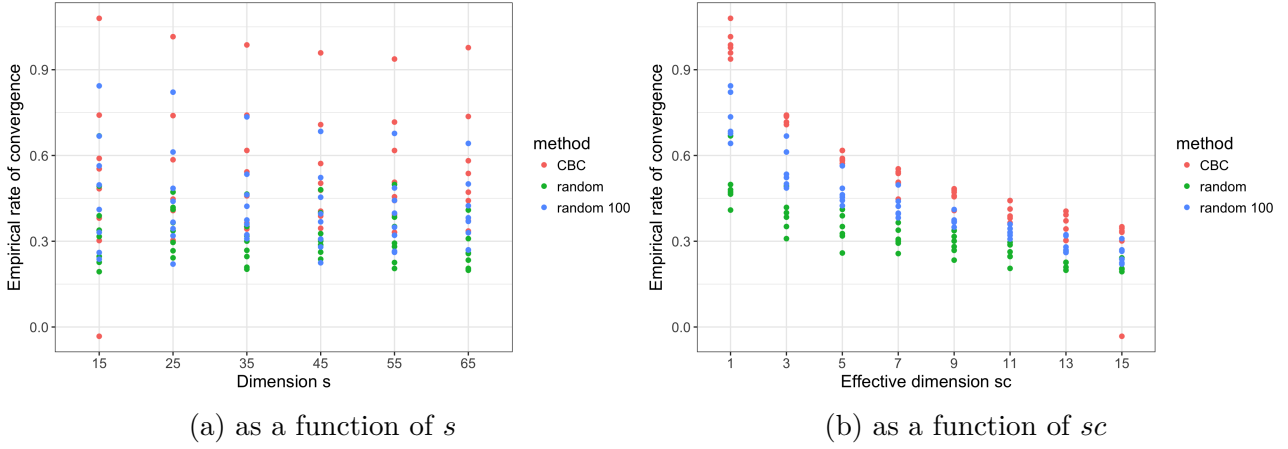 Empirical rate of convergence
0.9
0.6
0.3
0.0
15 25 35 45 55 65
Dimension s
method
CBC
random
random 100
(a) as a function of s
Empirical rate of convergence
0.9
0.6
0.3
0.0
1 3 5 7 9 11 13 15
Effective dimension sc
method
CBC
random
random 100
(b) as a function of sc